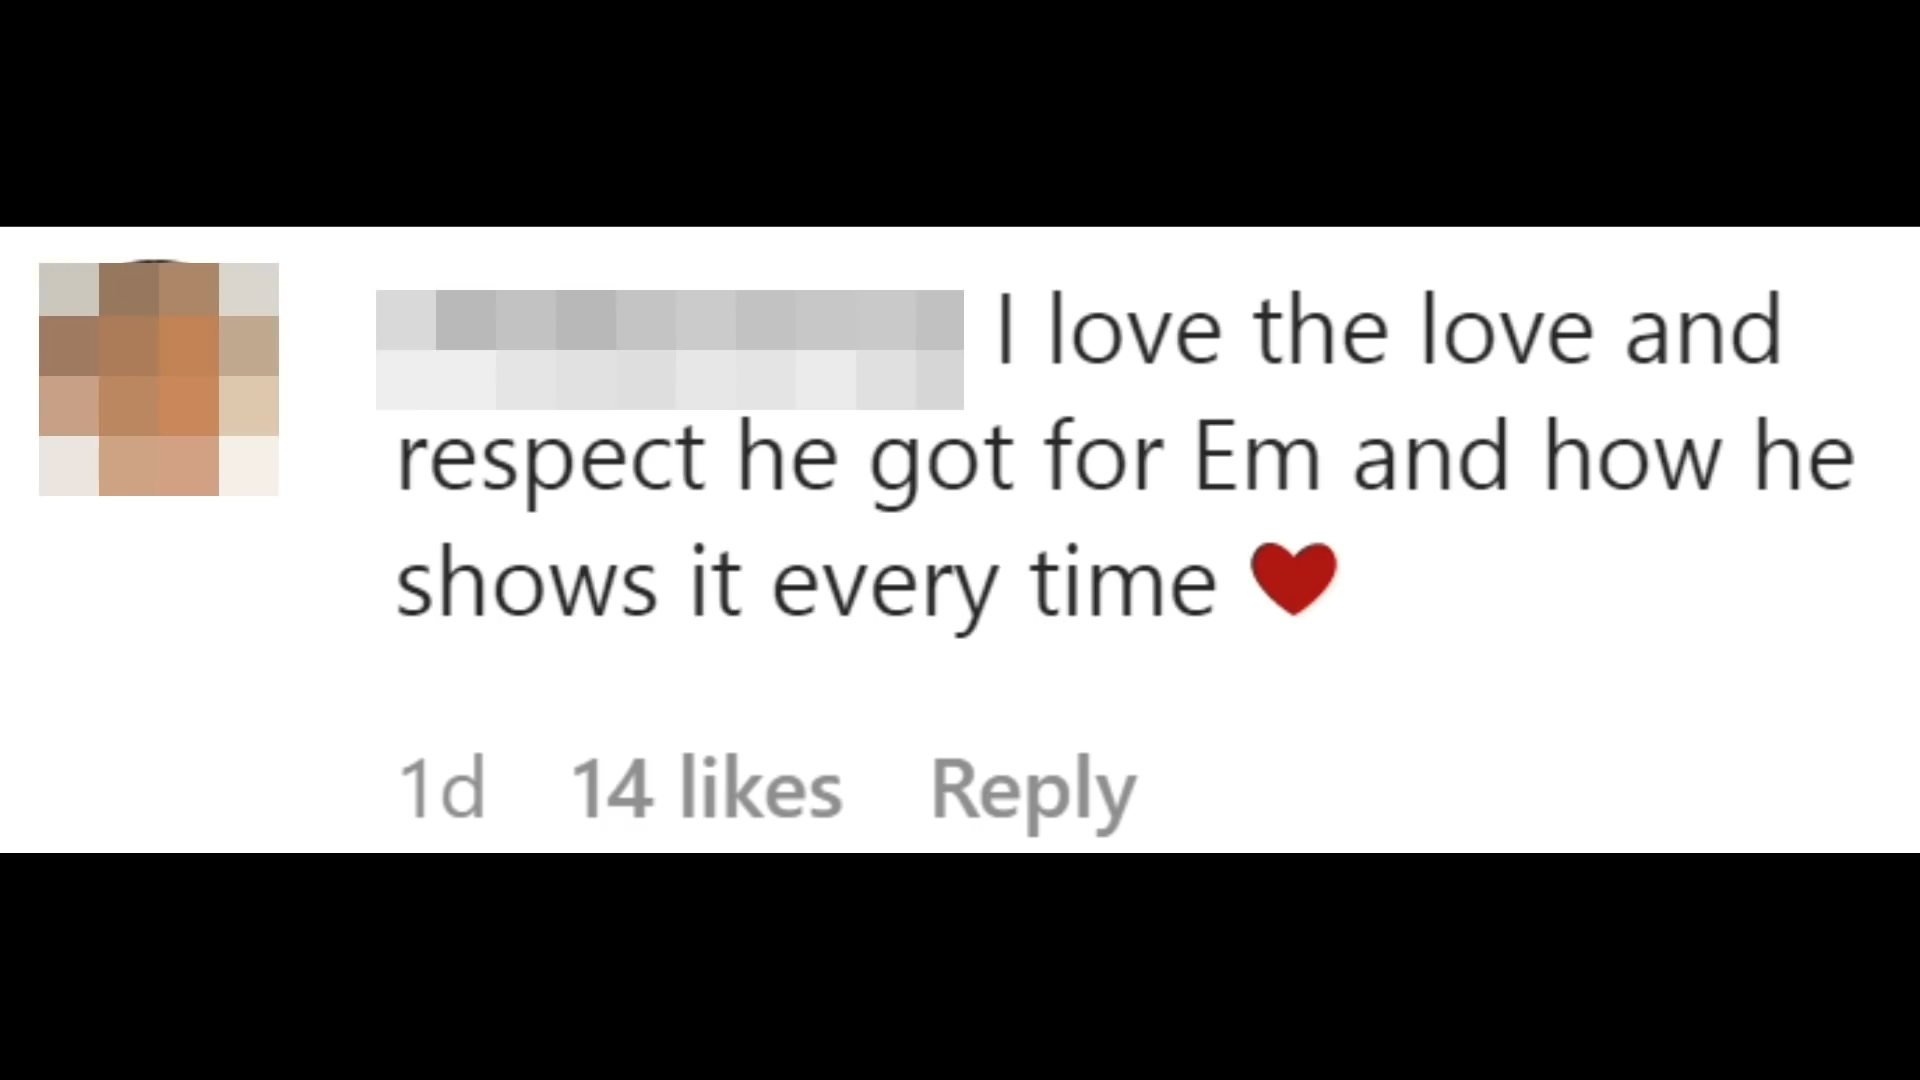 I love the love and
respect he got for Em and how he
shows it every time ❤
1d 14 likes Reply